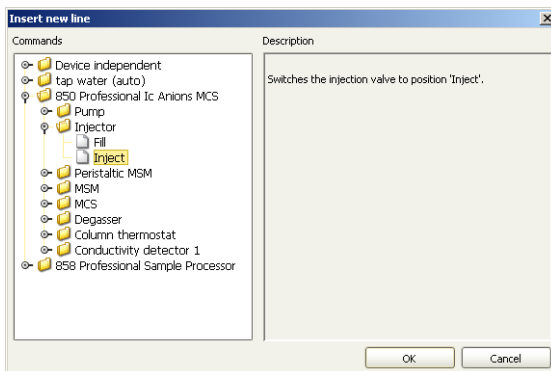 Insert new line
Commands
Description
Device independent
tap water (auto)
850 Professional Ic Anions MCS
Pump
Injector
Fill
Inject
Peristaltic MSM
MSM
MCS
Degasser
Column thermostat
Conductivity detector 1
858 Professional Sample Processor
Switches the injection valve to position 'Inject'.
OK
Cancel